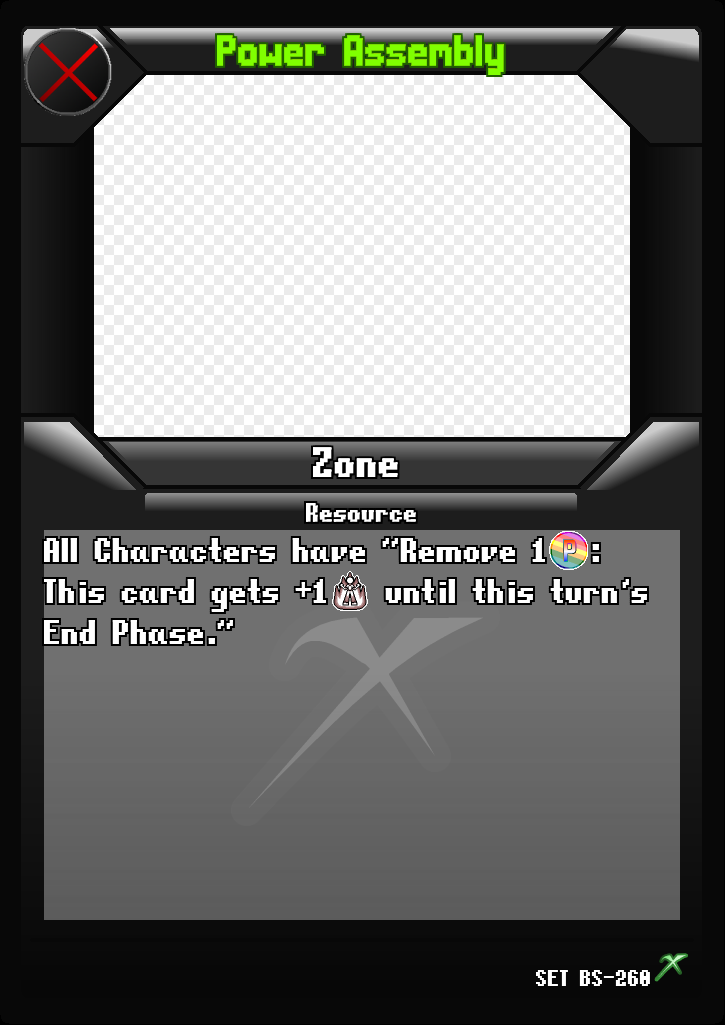 Power Assembly
Zone
Resource
All Characters have "Remove 1 P:
This card gets +1 A until this turn's
End Phase."
SET BS-260